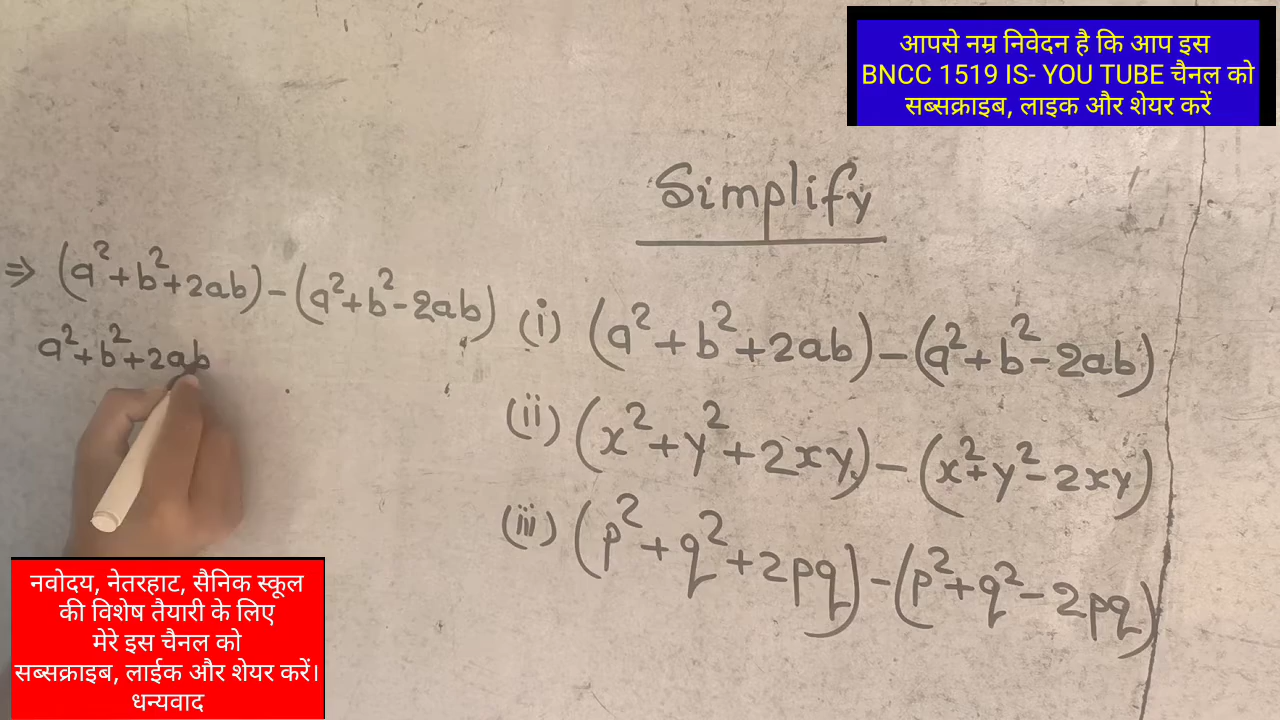 आपसे नम्र निवेदन है कि आप इस
BNCC 1519 IS- YOU TUBE चैनल को
सब्सक्राइब, लाइक और शेयर करें
Simplify
⇒ (a²+b²+2ab)-(a²+b²-2ab)
a²+b²+2ab
(i) (a²+b²+2ab)-(a²+b²-2ab)
(ii) (x²+y²+2xy)-(x²+y²-2xy)
(iii) (p²+q²+2pq)-(p²+q²-2pq)
नवोदय, नेतरहाट, सैनिक स्कूल
की विशेष तैयारी के लिए
मेरे इस चैनल को
सब्सक्राइब, लाईक और शेयर करें।
धन्यवाद